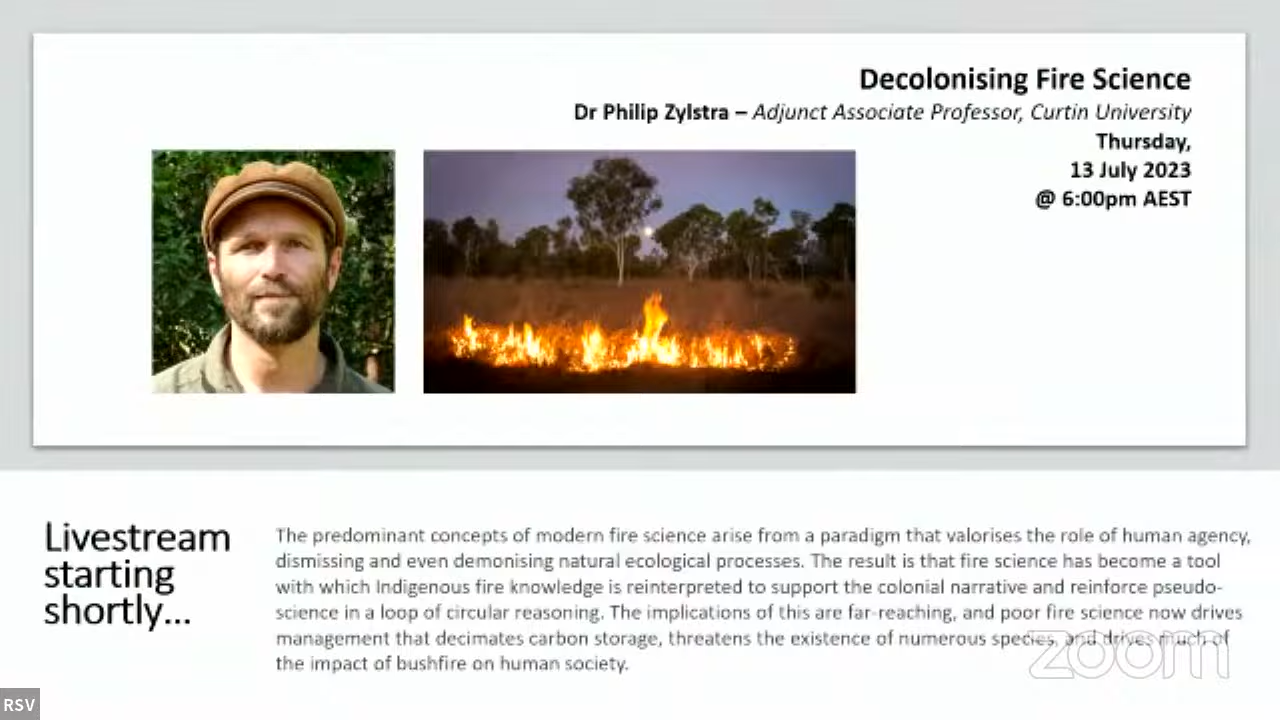 Decolonising Fire Science
Dr Philip Zylstra – Adjunct Associate Professor, Curtin University
Thursday,
13 July 2023
@ 6:00pm AEST
Livestream
starting
shortly...
The predominant concepts of modern fire science arise from a paradigm that valorises the role of human agency,
dismissing and even demonising natural ecological processes. The result is that fire science has become a tool
with which Indigenous fire knowledge is reinterpreted to support the colonial narrative and reinforce pseudo-
science in a loop of circular reasoning. The implications of this are far-reaching, and poor fire science now drives
management that decimates carbon storage, threatens the existence of numerous species, and drives much of
the impact of bushfire on human society.
zoom
RSV